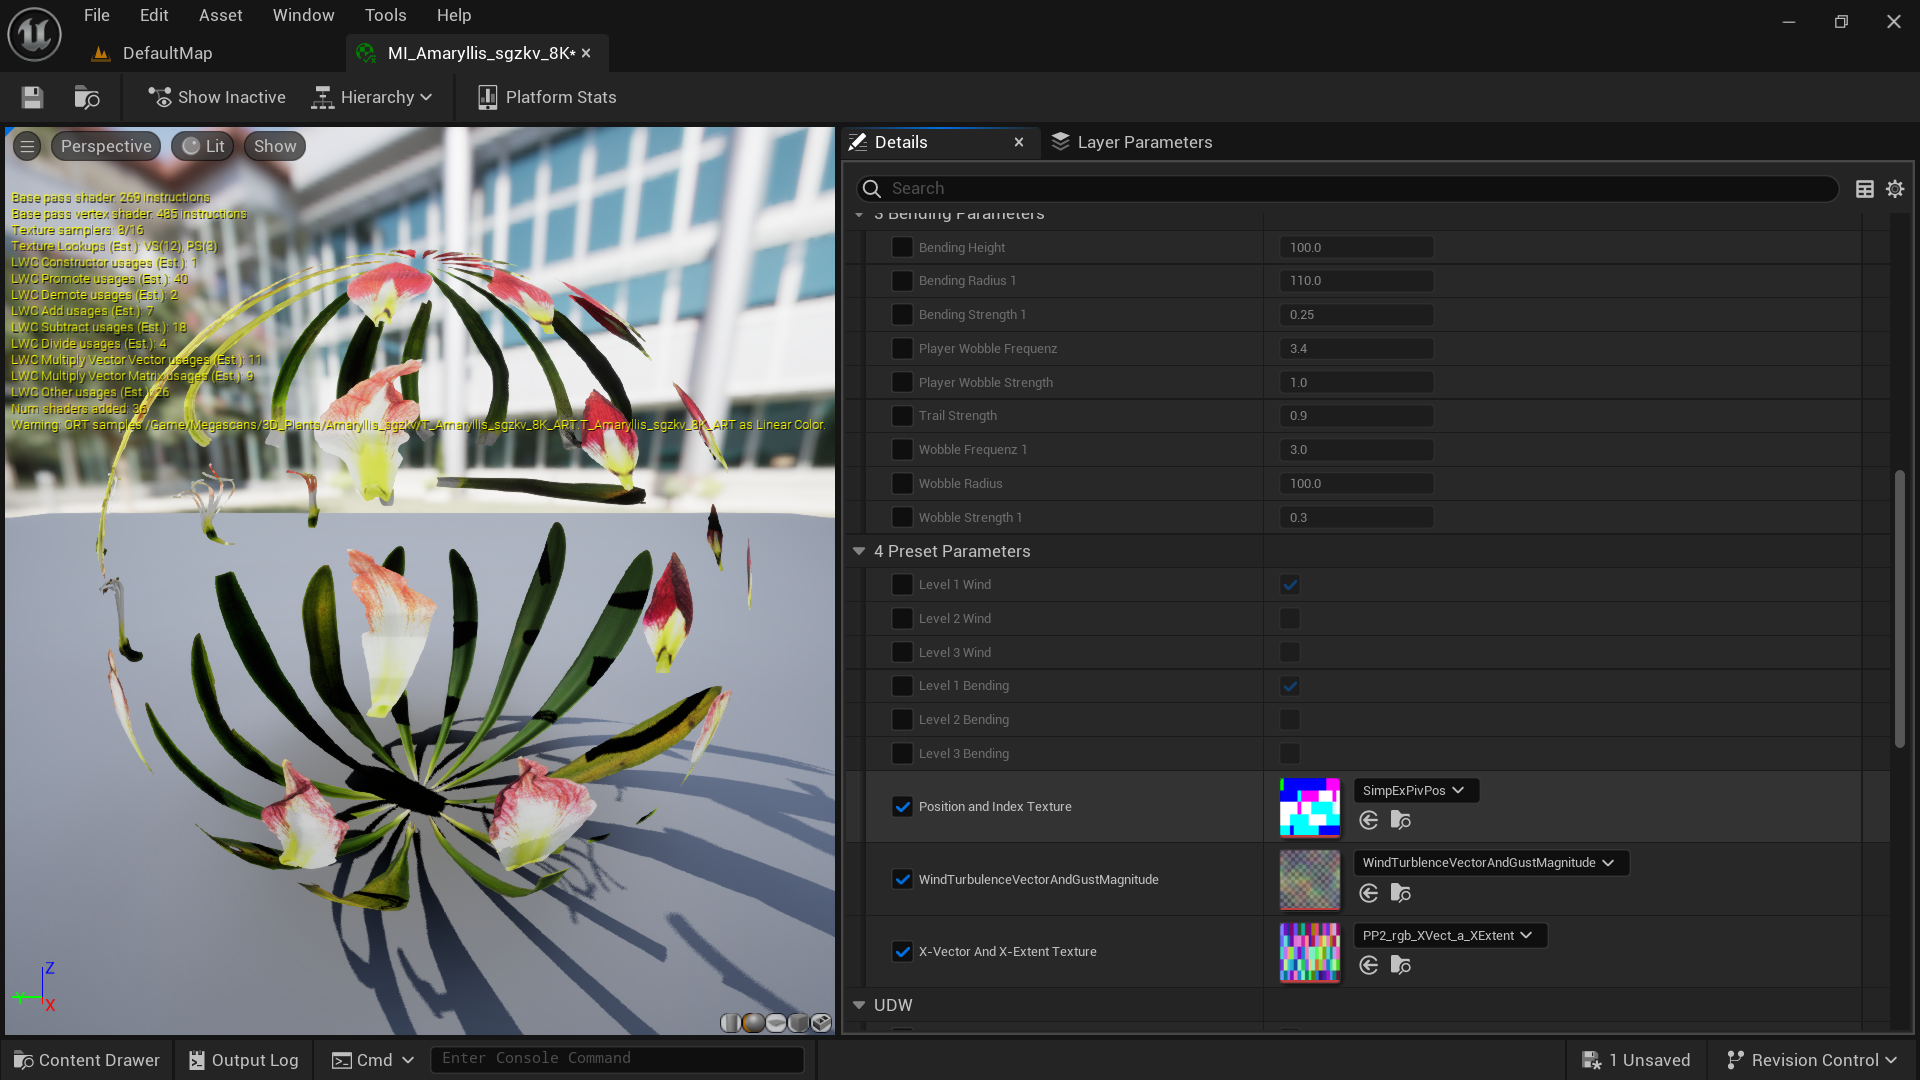 File Edit Asset Window Tools Help
DefaultMap
MI_Amaryllis_sgzkv_8K*
Show Inactive
Hierarchy
Platform Stats
Perspective
Lit
Show
Base pass shader: 269 instructions
Base pass vertex shader: 485 instructions
Texture samplers: 8/16
Texture Lookups (Est.): VS(12), PS(3)
LWC Constructor usages (Est.): 1
LWC Promote usages (Est.): 40
LWC Demote usages (Est.): 2
LWC Add usages (Est.): 7
LWC Subtract usages (Est.): 18
LWC Divide usages (Est.): 4
LWC Multiply Vector Vector usages (Est.): 11
LWC Multiply Vector Matrix usages (Est.): 9
LWC Other usages (Est.): 26
Num shaders added: 36
Warning: ORT samples /Game/Megascans/3D_Plants/Amaryllis_sgzkv/T_Amaryllis_sgzkv_8K_ART.T_Amaryllis_sgzkv_8K_ART as Linear Color.
Z
Y
X
Details
Layer Parameters
Search
3 Bending Parameters
Bending Height 100.0
Bending Radius 1 110.0
Bending Strength 1 0.25
Player Wobble Frequenz 3.4
Player Wobble Strength 1.0
Trail Strength 0.9
Wobble Frequenz 1 3.0
Wobble Radius 100.0
Wobble Strength 1 0.3
4 Preset Parameters
Level 1 Wind
Level 2 Wind
Level 3 Wind
Level 1 Bending
Level 2 Bending
Level 3 Bending
Position and Index Texture SimpExPivPos
WindTurbulenceVectorAndGustMagnitude WindTurblenceVectorAndGustMagnitude
X-Vector And X-Extent Texture PP2_rgb_XVect_a_XExtent
UDW
Content Drawer
Output Log
Cmd
Enter Console Command
1 Unsaved
Revision Control